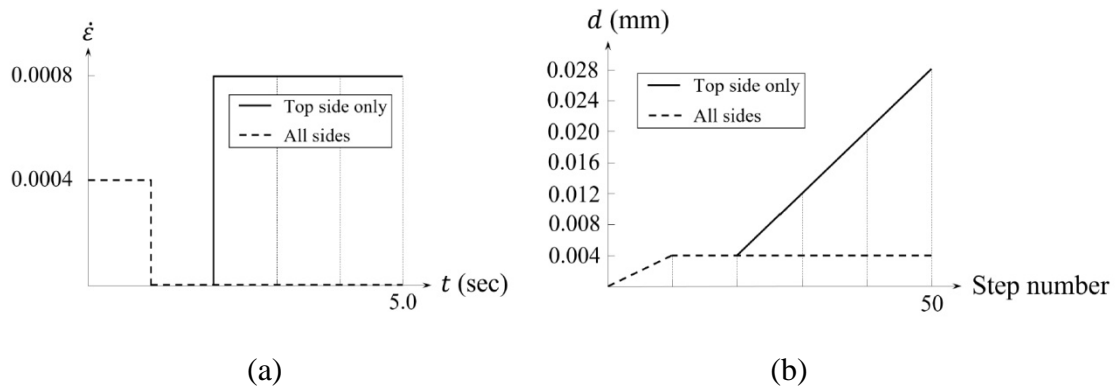 ε̇
0.0008
0.0004
Top side only
All sides
t (sec)
5.0
(a)
d (mm)
0.028
0.024
0.020
0.016
0.012
0.008
0.004
Top side only
All sides
Step number
50
(b)